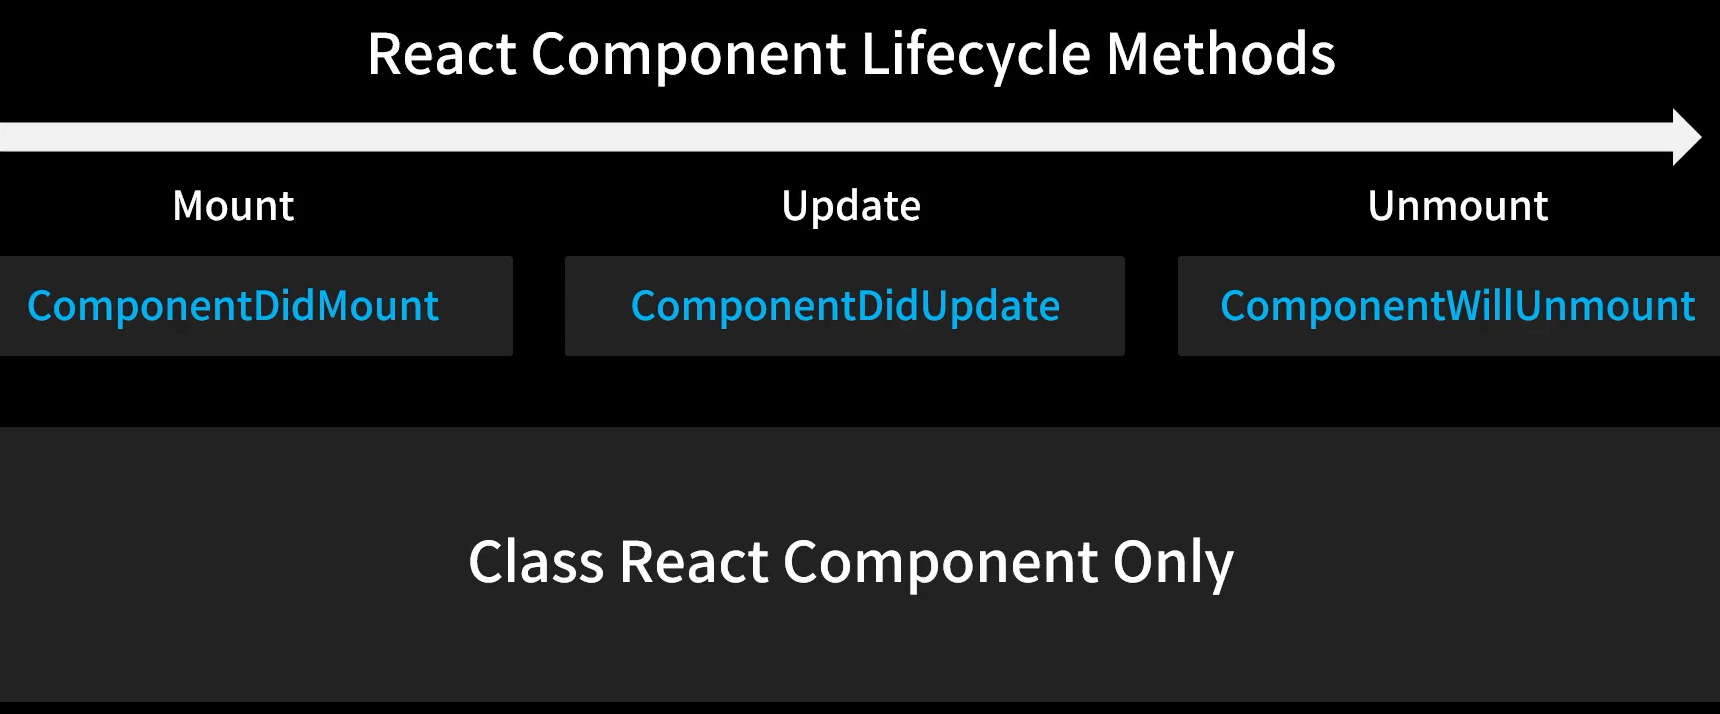 React Component Lifecycle Methods
Mount
Update
Unmount
ComponentDidMount
ComponentDidUpdate
ComponentWillUnmount
Class React Component Only